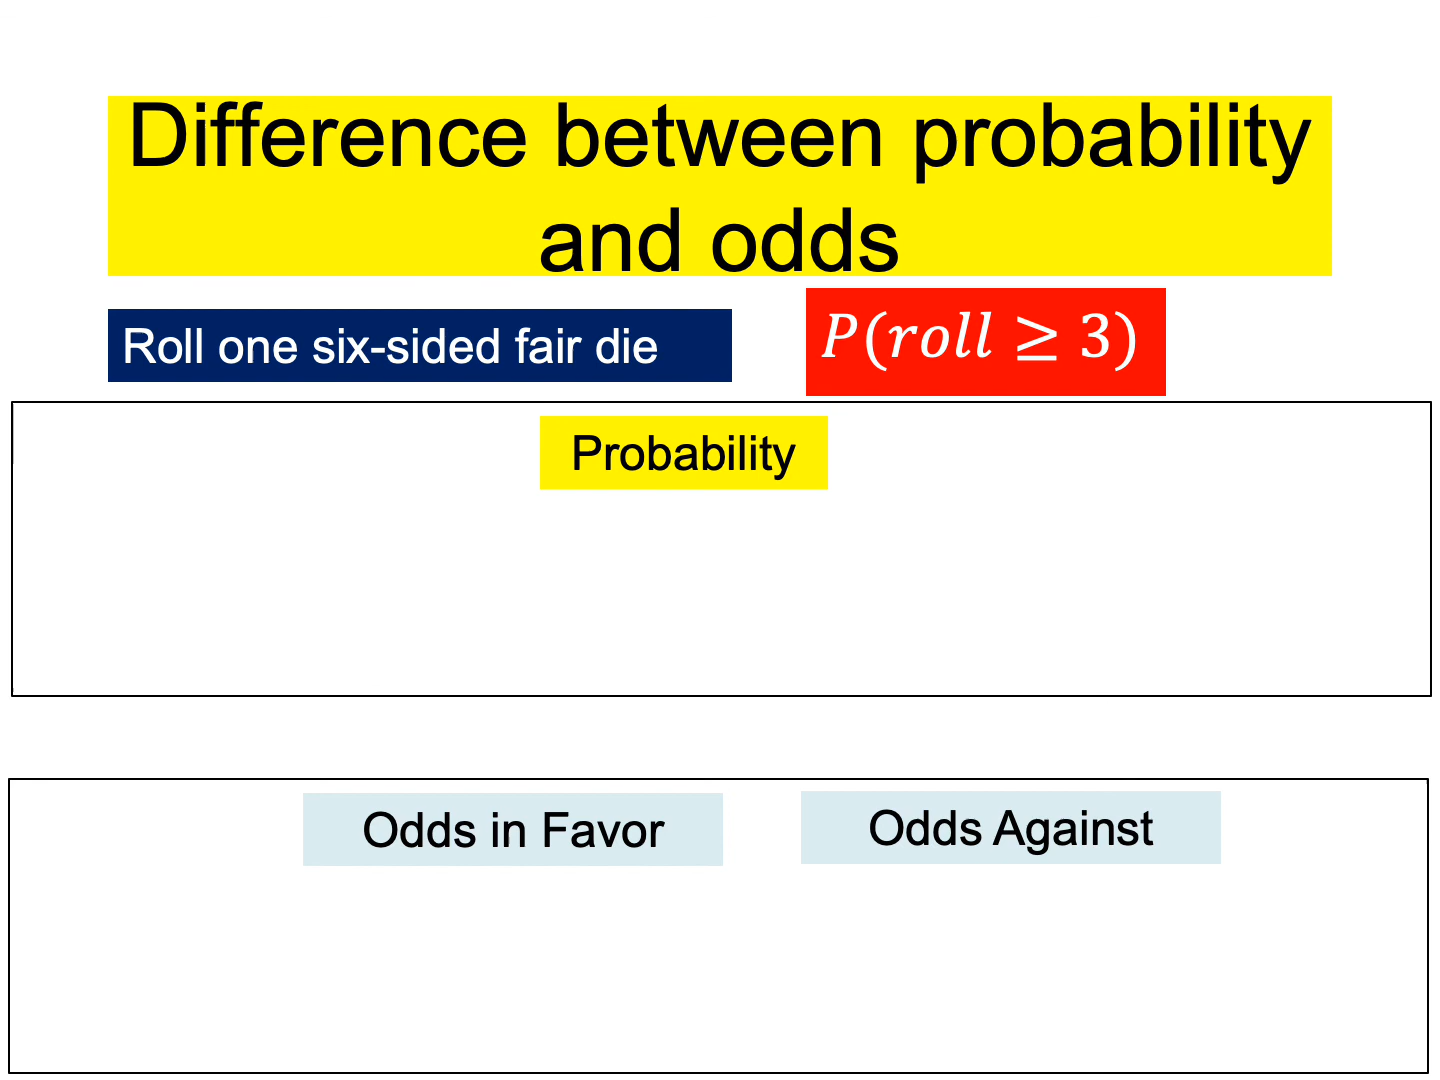 Difference between probability
and odds
Roll one six-sided fair die
P(roll ≥ 3)
Probability
Odds in Favor
Odds Against